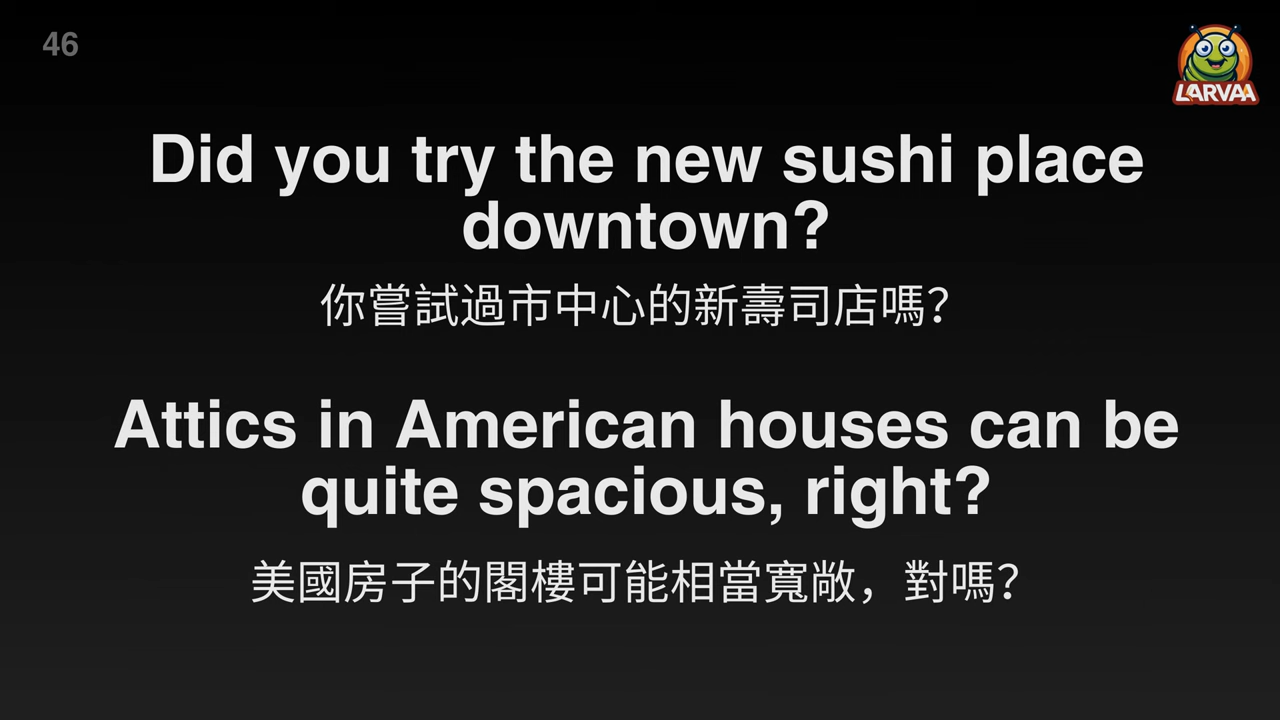 46
LARVAA
Did you try the new sushi place
downtown?
你嘗試過市中心的新壽司店嗎？
Attics in American houses can be
quite spacious, right?
美國房子的閣樓可能相當寬敞，對嗎？